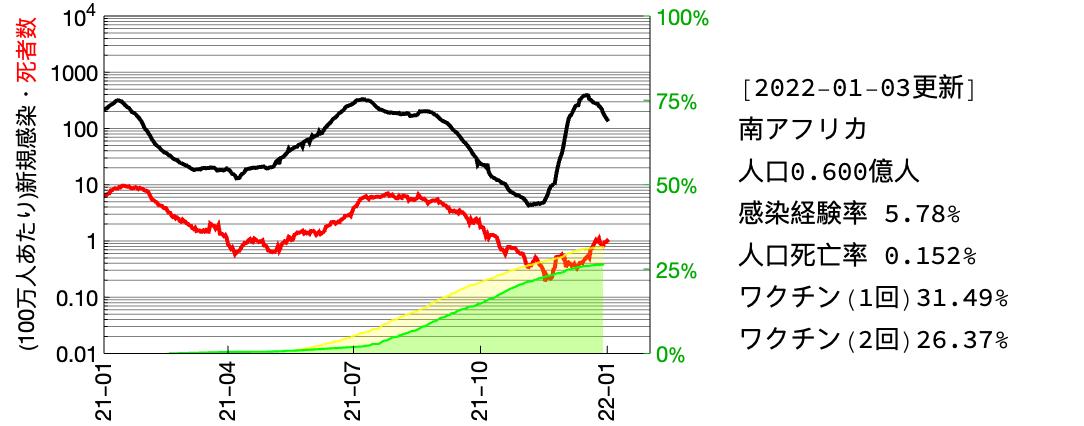 (100万人あたり)新規感染・死者数
10^4
1000
100
10
1
0.10
0.01
100%
75%
50%
25%
0%
21-01
21-04
21-07
21-10
22-01
[2022-01-03更新]
南アフリカ
人口0.600億人
感染経験率 5.78%
人口死亡率 0.152%
ワクチン(1回)31.49%
ワクチン(2回)26.37%